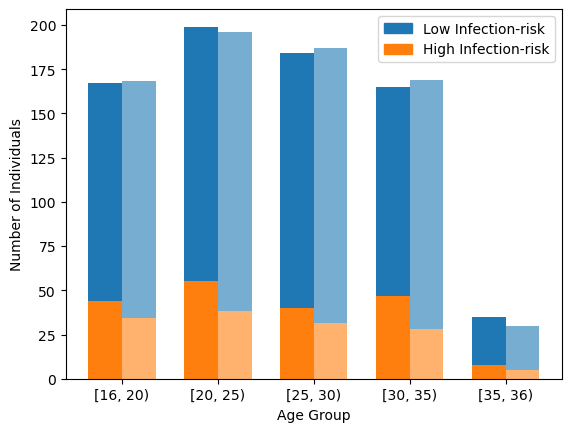 200
175
150
125
100
75
50
25
0
Number of Individuals
Low Infection-risk
High Infection-risk
[16, 20) [20, 25) [25, 30) [30, 35) [35, 36)
Age Group